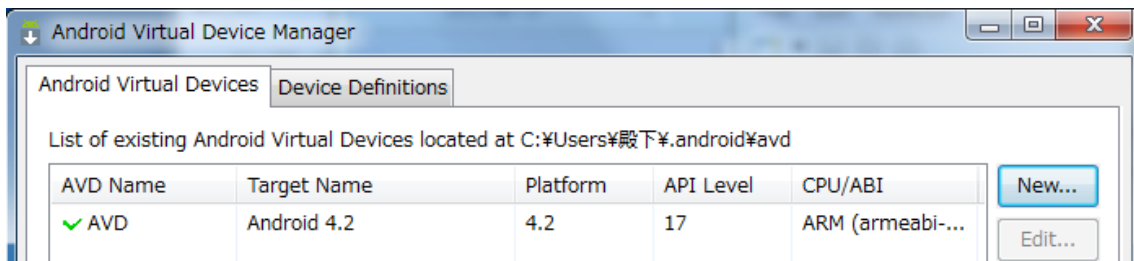 Android Virtual Device Manager
Android Virtual Devices Device Definitions
List of existing Android Virtual Devices located at C:¥Users¥殿下¥.android¥avd
AVD Name Target Name Platform API Level CPU/ABI New...
AVD Android 4.2 4.2 17 ARM (armeabi-...
Edit...